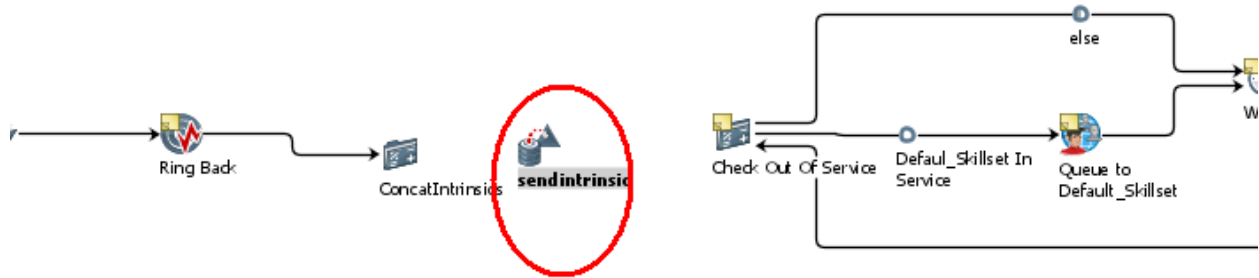 else
Ring Back
ConcatIntrinsics
sendintrinsic
Check Out Of Service
Defaul_Skillset In
Service
Queue to
Default_Skillset
W